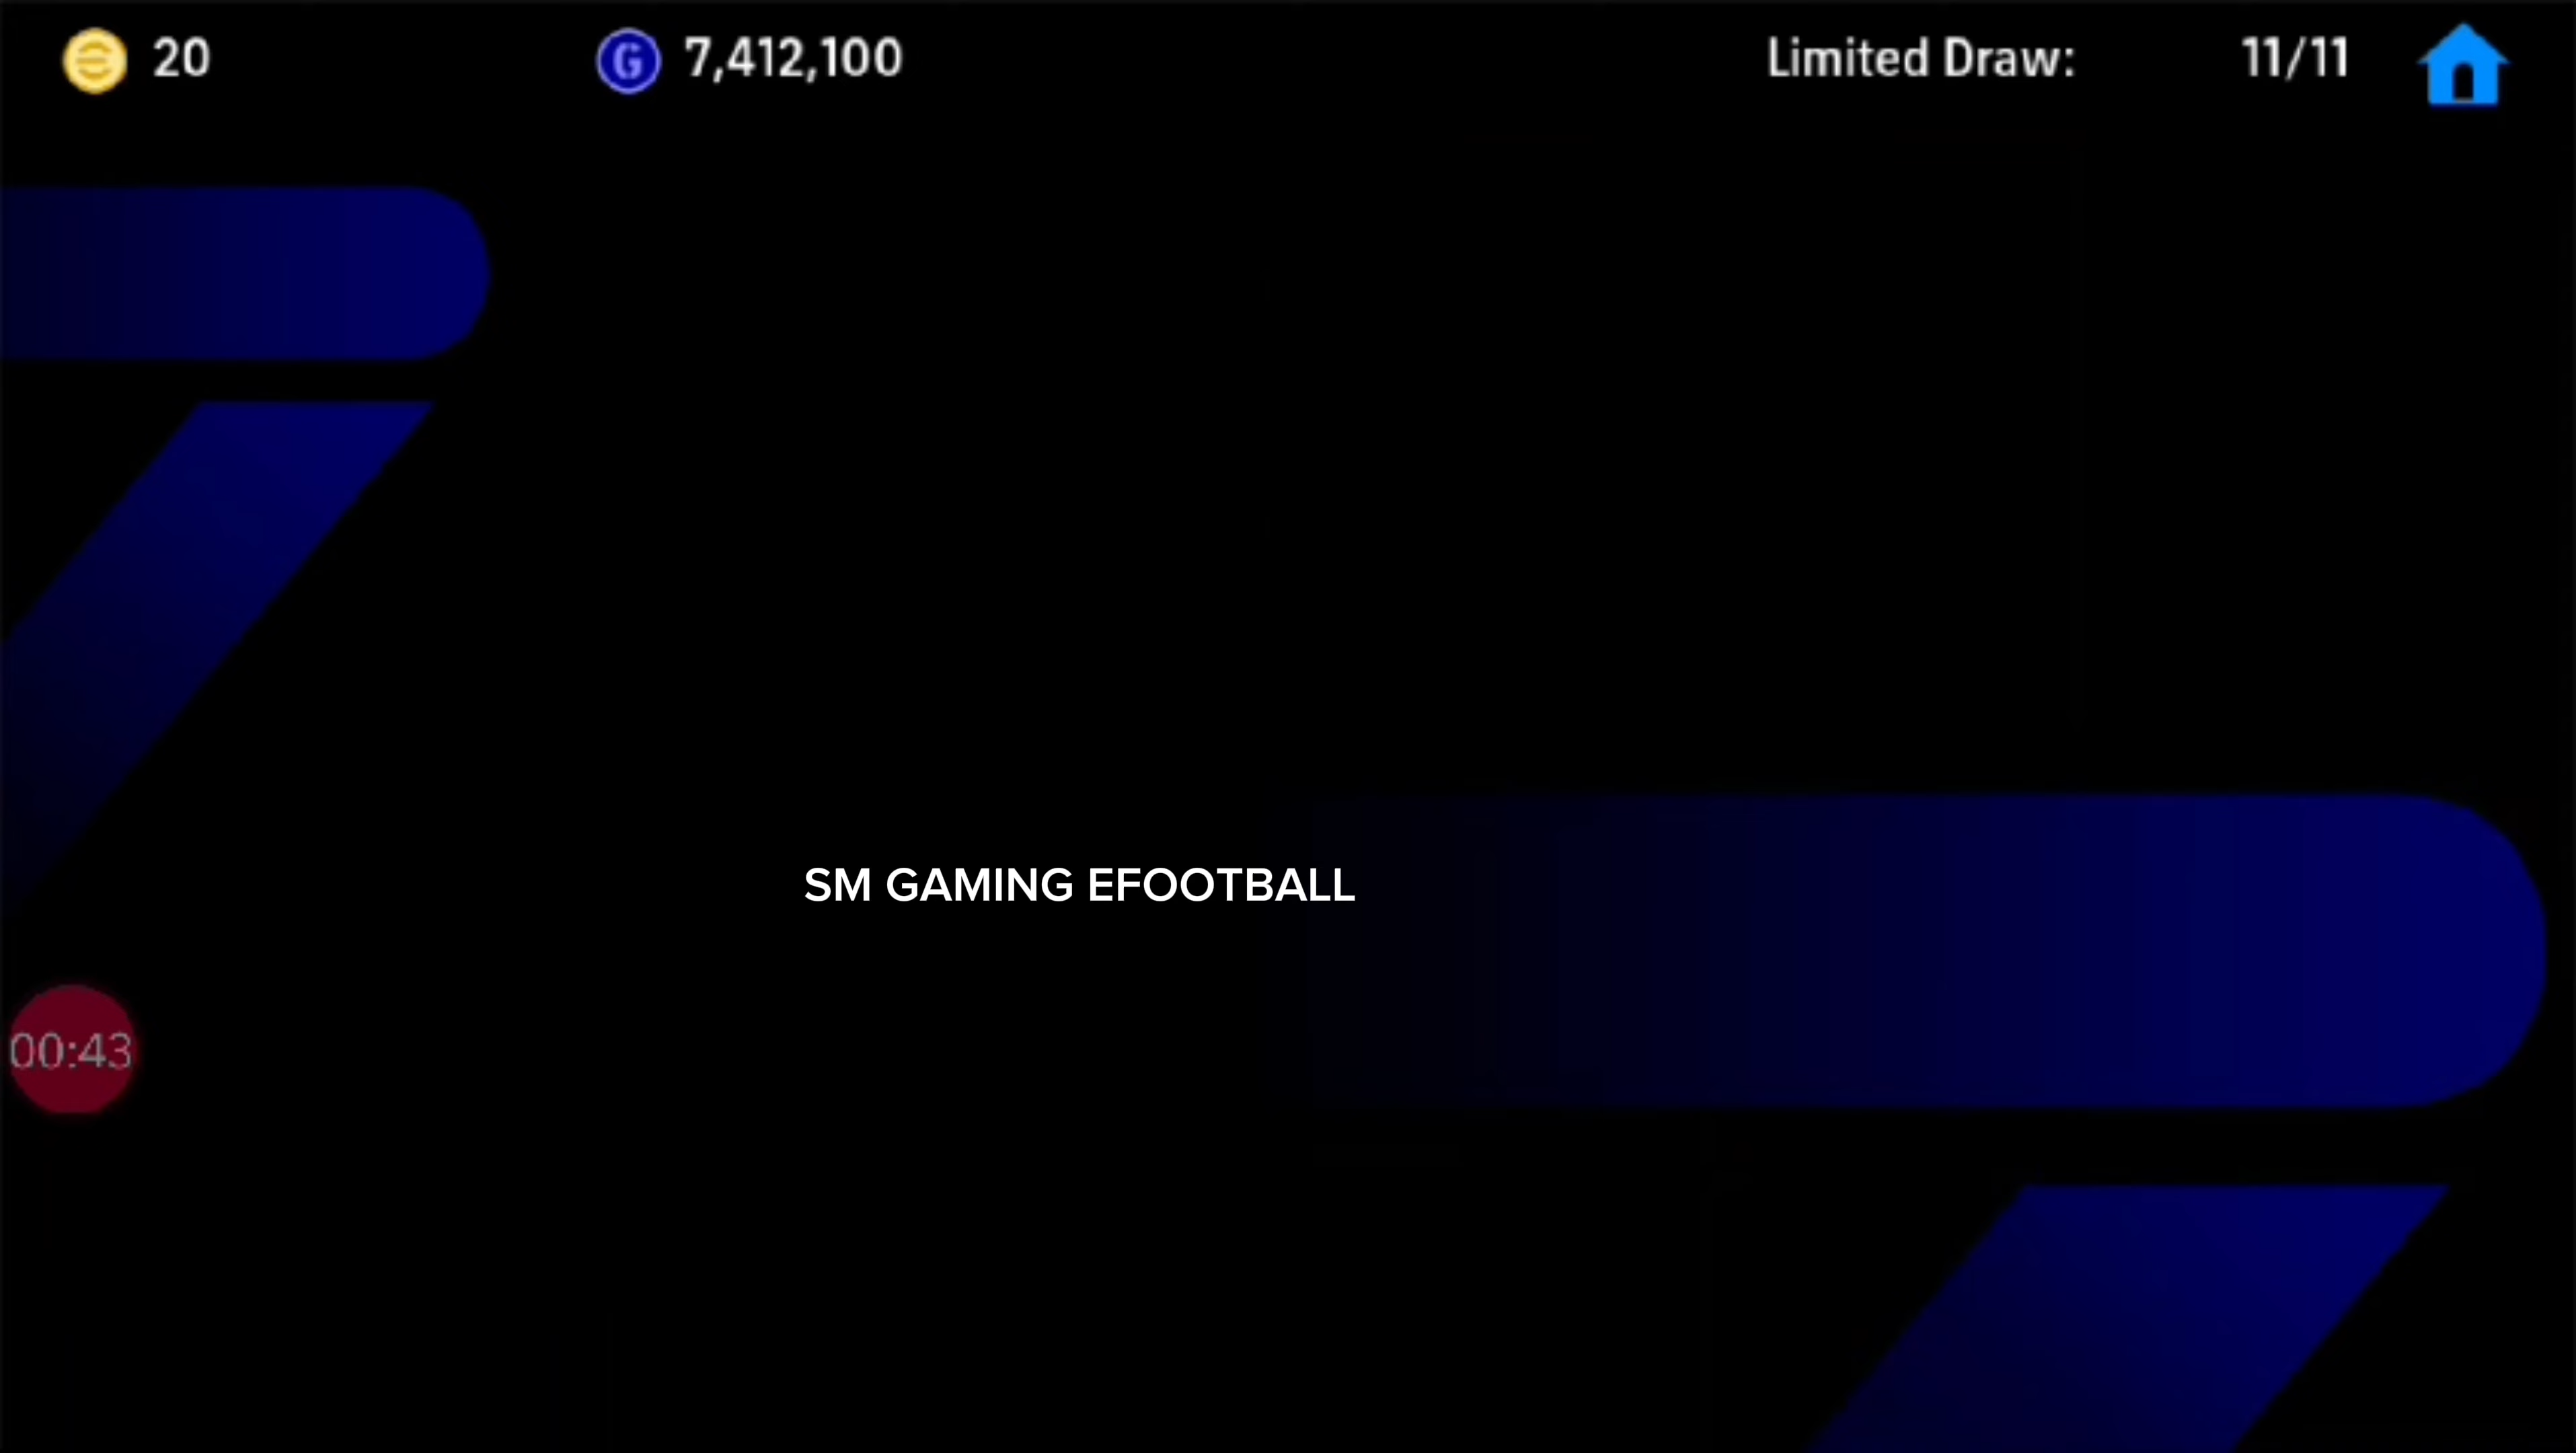 20
7,412,100
Limited Draw: 11/11
SM GAMING EFOOTBALL
00:43